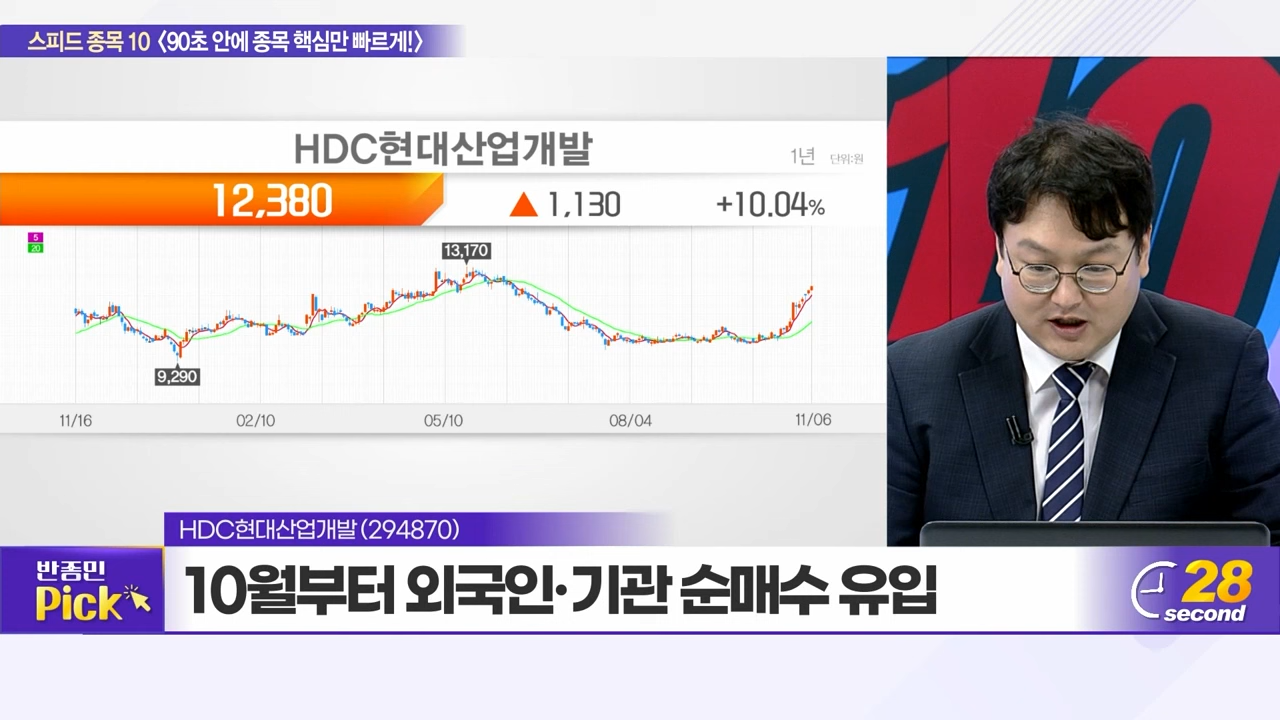 스피드 종목 10 〈90초 안에 종목 핵심만 빠르게!〉
HDC현대산업개발
1년 단위:원
12,380 ▲ 1,130 +10.04%
5
20
13,170
9,290
11/16 02/10 05/10 08/04 11/06
10
HDC현대산업개발(294870)
반종민
Pick
10월부터 외국인·기관 순매수 유입
28
second